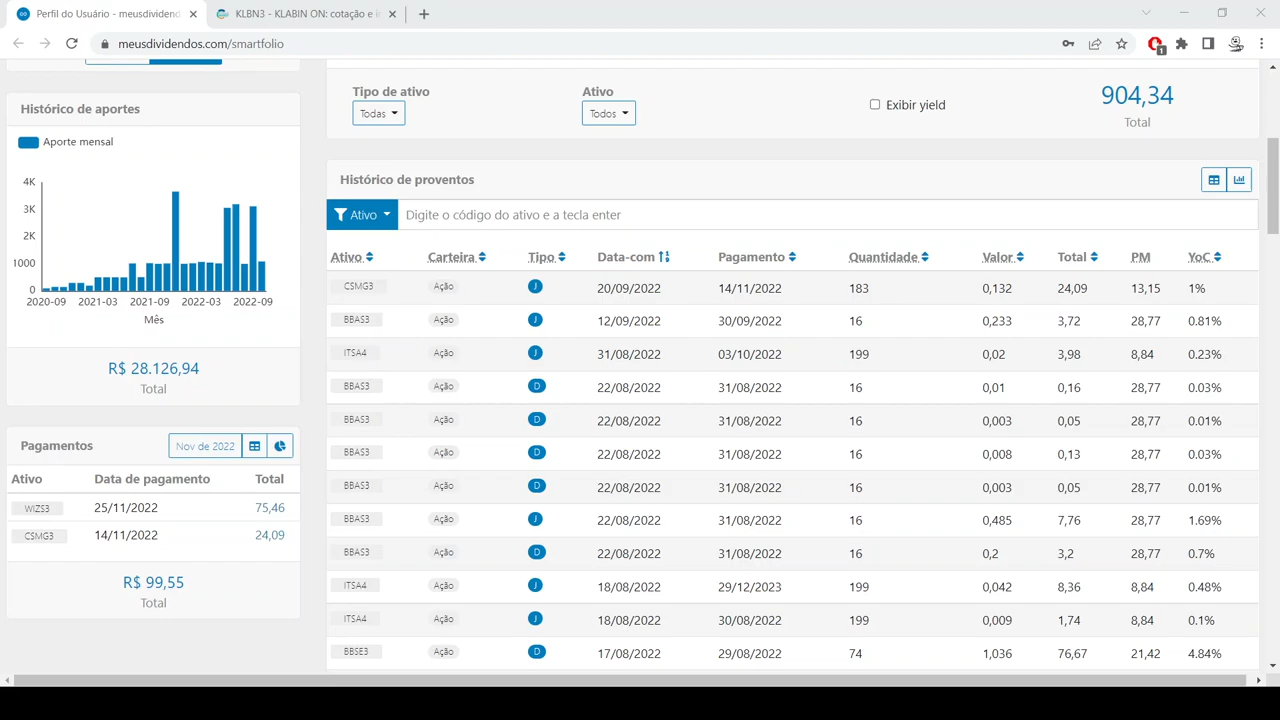 Perfil do Usuário - meusdividend
KLBN3 - KLABIN ON: cotação e i
meusdividendos.com/smartfolio
1
Histórico de aportes
Aporte mensal
4K
3K
2K
1000
0
2020-09 2021-03 2021-09 2022-03 2022-09
Mês
R$ 28.126,94
Total
Pagamentos
Nov de 2022
Ativo Data de pagamento Total
WIZS3 25/11/2022 75,46
CSMG3 14/11/2022 24,09
R$ 99,55
Total
Tipo de ativo
Todas
Ativo
Todos
Exibir yield
904,34
Total
Histórico de proventos
Ativo Digite o código do ativo e a tecla enter
Ativo Carteira Tipo Data-com Pagamento Quantidade Valor Total PM YoC
CSMG3 Ação J 20/09/2022 14/11/2022 183 0,132 24,09 13,15 1%
BBAS3 Ação J 12/09/2022 30/09/2022 16 0,233 3,72 28,77 0.81%
ITSA4 Ação J 31/08/2022 03/10/2022 199 0,02 3,98 8,84 0.23%
BBAS3 Ação D 22/08/2022 31/08/2022 16 0,01 0,16 28,77 0.03%
BBAS3 Ação D 22/08/2022 31/08/2022 16 0,003 0,05 28,77 0.01%
BBAS3 Ação D 22/08/2022 31/08/2022 16 0,008 0,13 28,77 0.03%
BBAS3 Ação D 22/08/2022 31/08/2022 16 0,003 0,05 28,77 0.01%
BBAS3 Ação J 22/08/2022 31/08/2022 16 0,485 7,76 28,77 1.69%
BBAS3 Ação D 22/08/2022 31/08/2022 16 0,2 3,2 28,77 0.7%
ITSA4 Ação J 18/08/2022 29/12/2023 199 0,042 8,36 8,84 0.48%
ITSA4 Ação J 18/08/2022 30/08/2022 199 0,009 1,74 8,84 0.1%
BBSE3 Ação D 17/08/2022 29/08/2022 74 1,036 76,67 21,42 4.84%